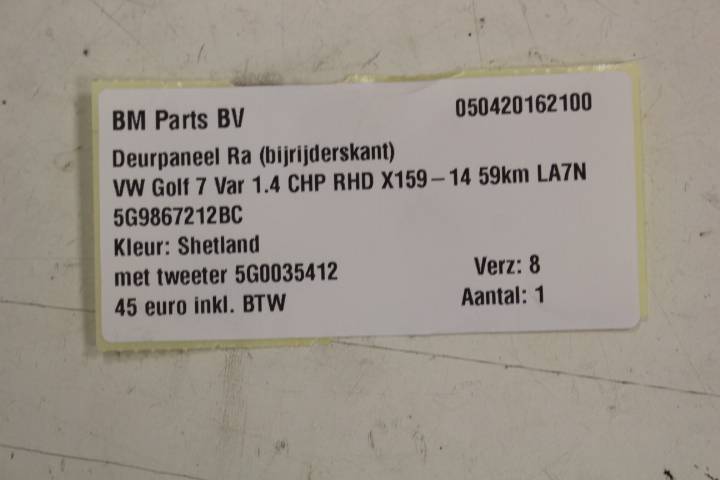 BM Parts BV 050420162100
Deurpaneel Ra (bijrijderskant)
VW Golf 7 Var 1.4 CHP RHD X159-14 59km LA7N
5G9867212BC
Kleur: Shetland
met tweeter 5G0035412 Verz: 8
45 euro inkl. BTW Aantal: 1